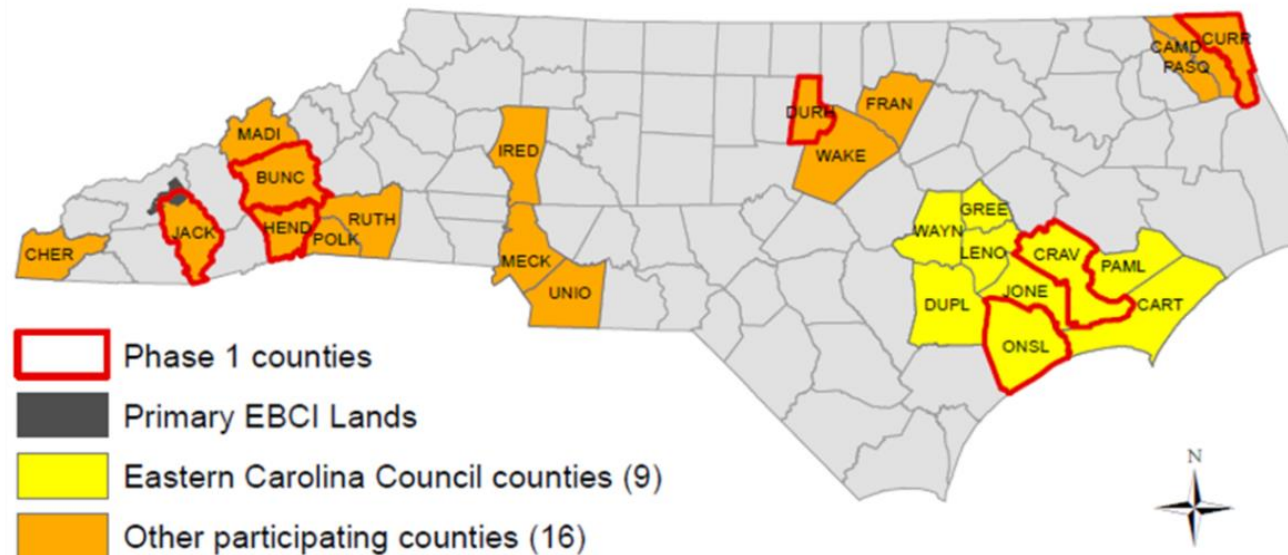 CURR
CAMD
PASQ
DURH
FRAN
MADI
IRED
WAKE
BUNC
GREE
RUTH
WAYN
JACK
HEND
POLK
LENO
CRAV
CHER
PAML
MECK
JONE
UNIO
DUPL
CART
ONSL
Phase 1 counties
Primary EBCI Lands
Eastern Carolina Council counties (9)
Other participating counties (16)
N